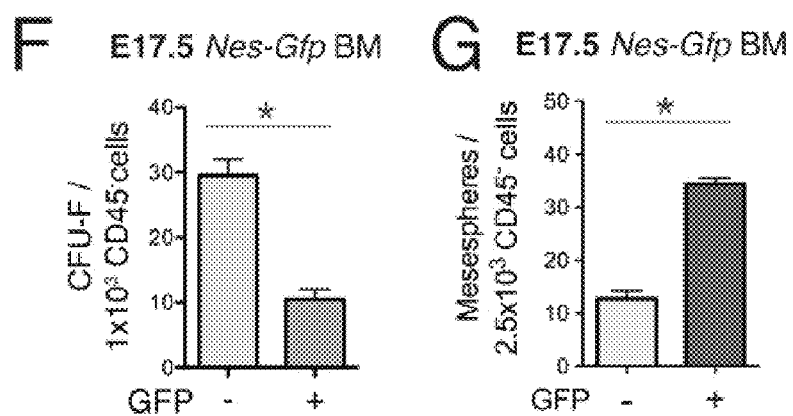 F E17.5 Nes-Gfp BM
CFU-F /
1x10³ CD45⁻cells
40
30
20
10
0
*
GFP - +
G E17.5 Nes-Gfp BM
Mesespheres /
2.5x10³ CD45⁻ cells
50
40
30
20
10
0
*
GFP - +